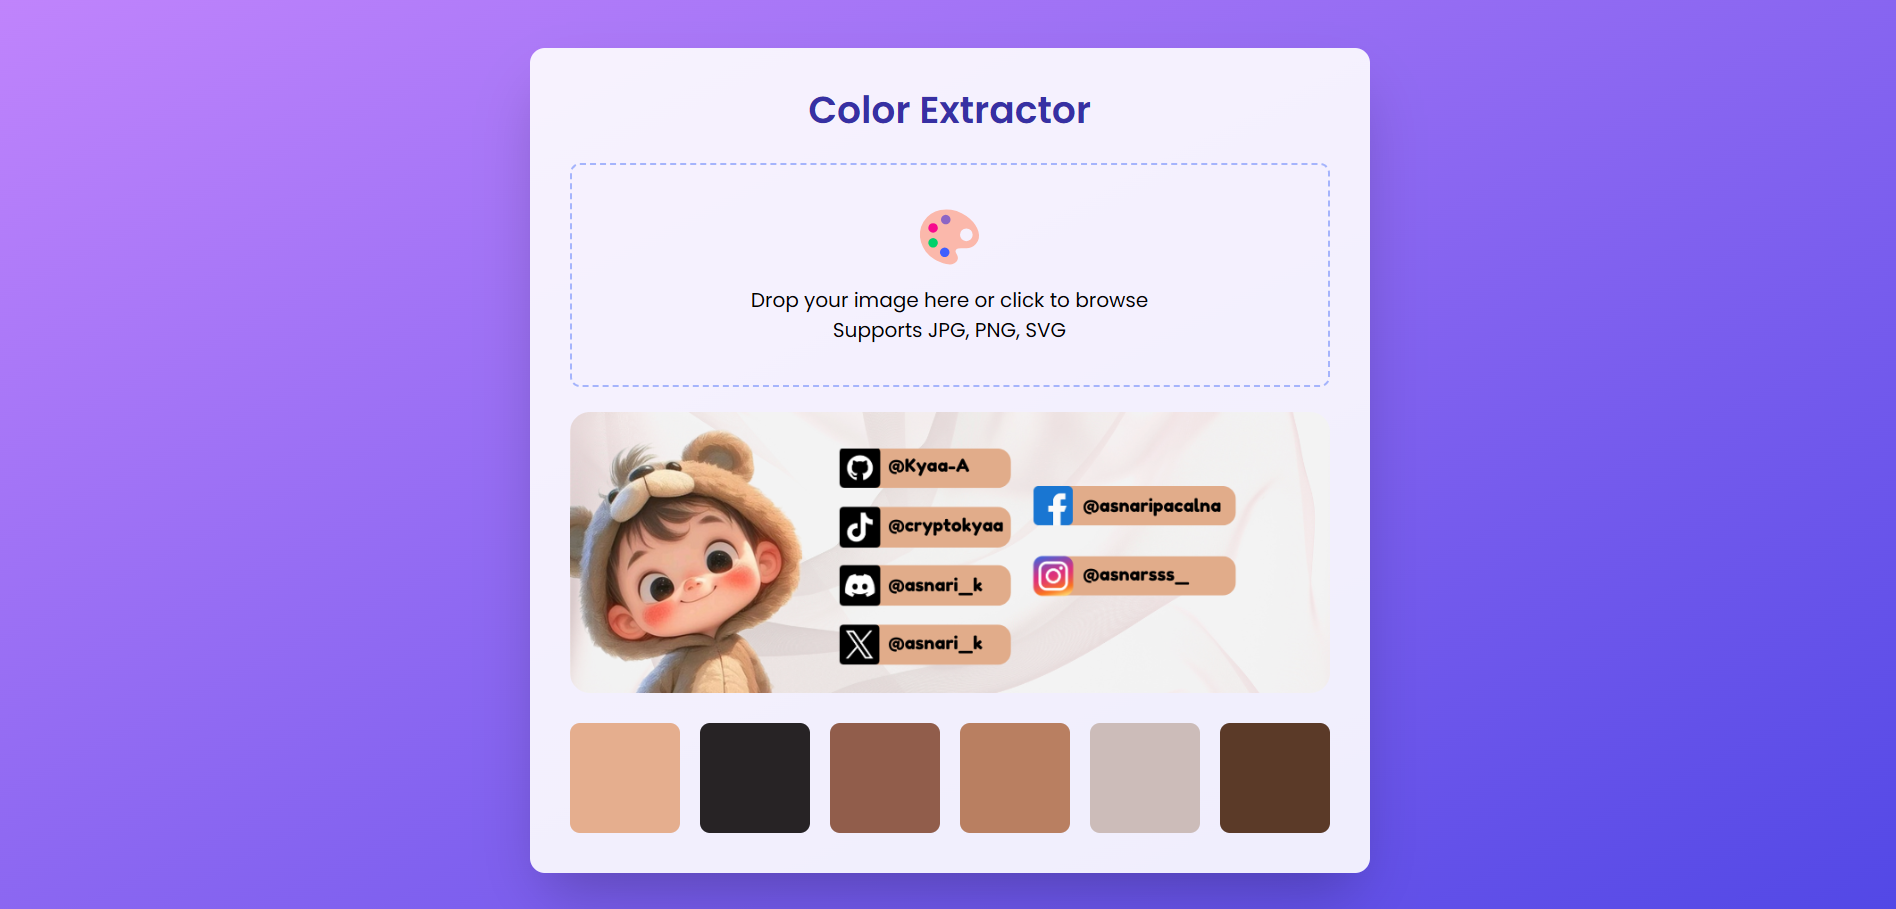 Color Extractor
Drop your image here or click to browse
Supports JPG, PNG, SVG
@Kyaa-A
@cryptokyaa
@asnari_k
@asnari_k
@asnaripacalna
@asnarsss_